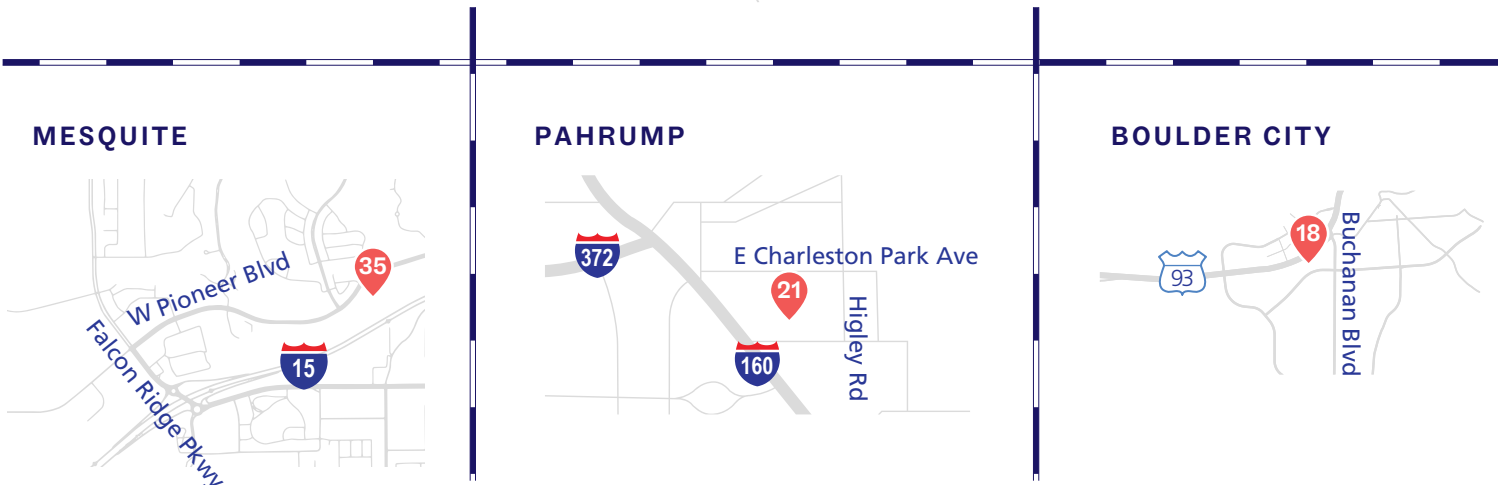 MESQUITE
W Pioneer Blvd
35
Falcon Ridge Pkwy
15
PAHRUMP
372
E Charleston Park Ave
21
Higley Rd
160
BOULDER CITY
18
Buchanan Blvd
93